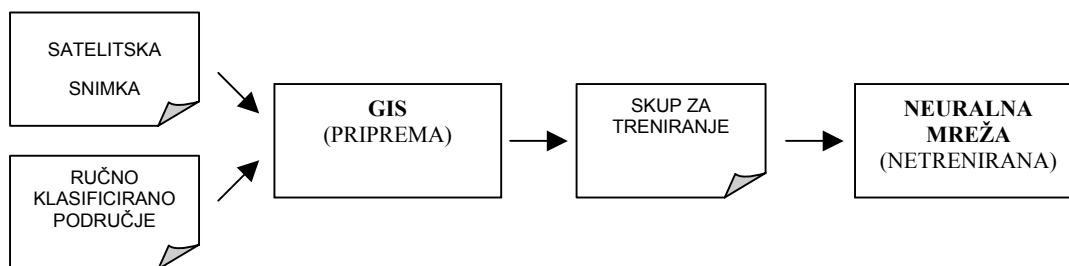 SATELITSKA
SNIMKA
RUČNO
KLASIFICIRANO
PODRUČJE
GIS
(PRIPREMA)
SKUP ZA
TRENIRANJE
NEURALNA
MREŽA
(NETRENIRANA)